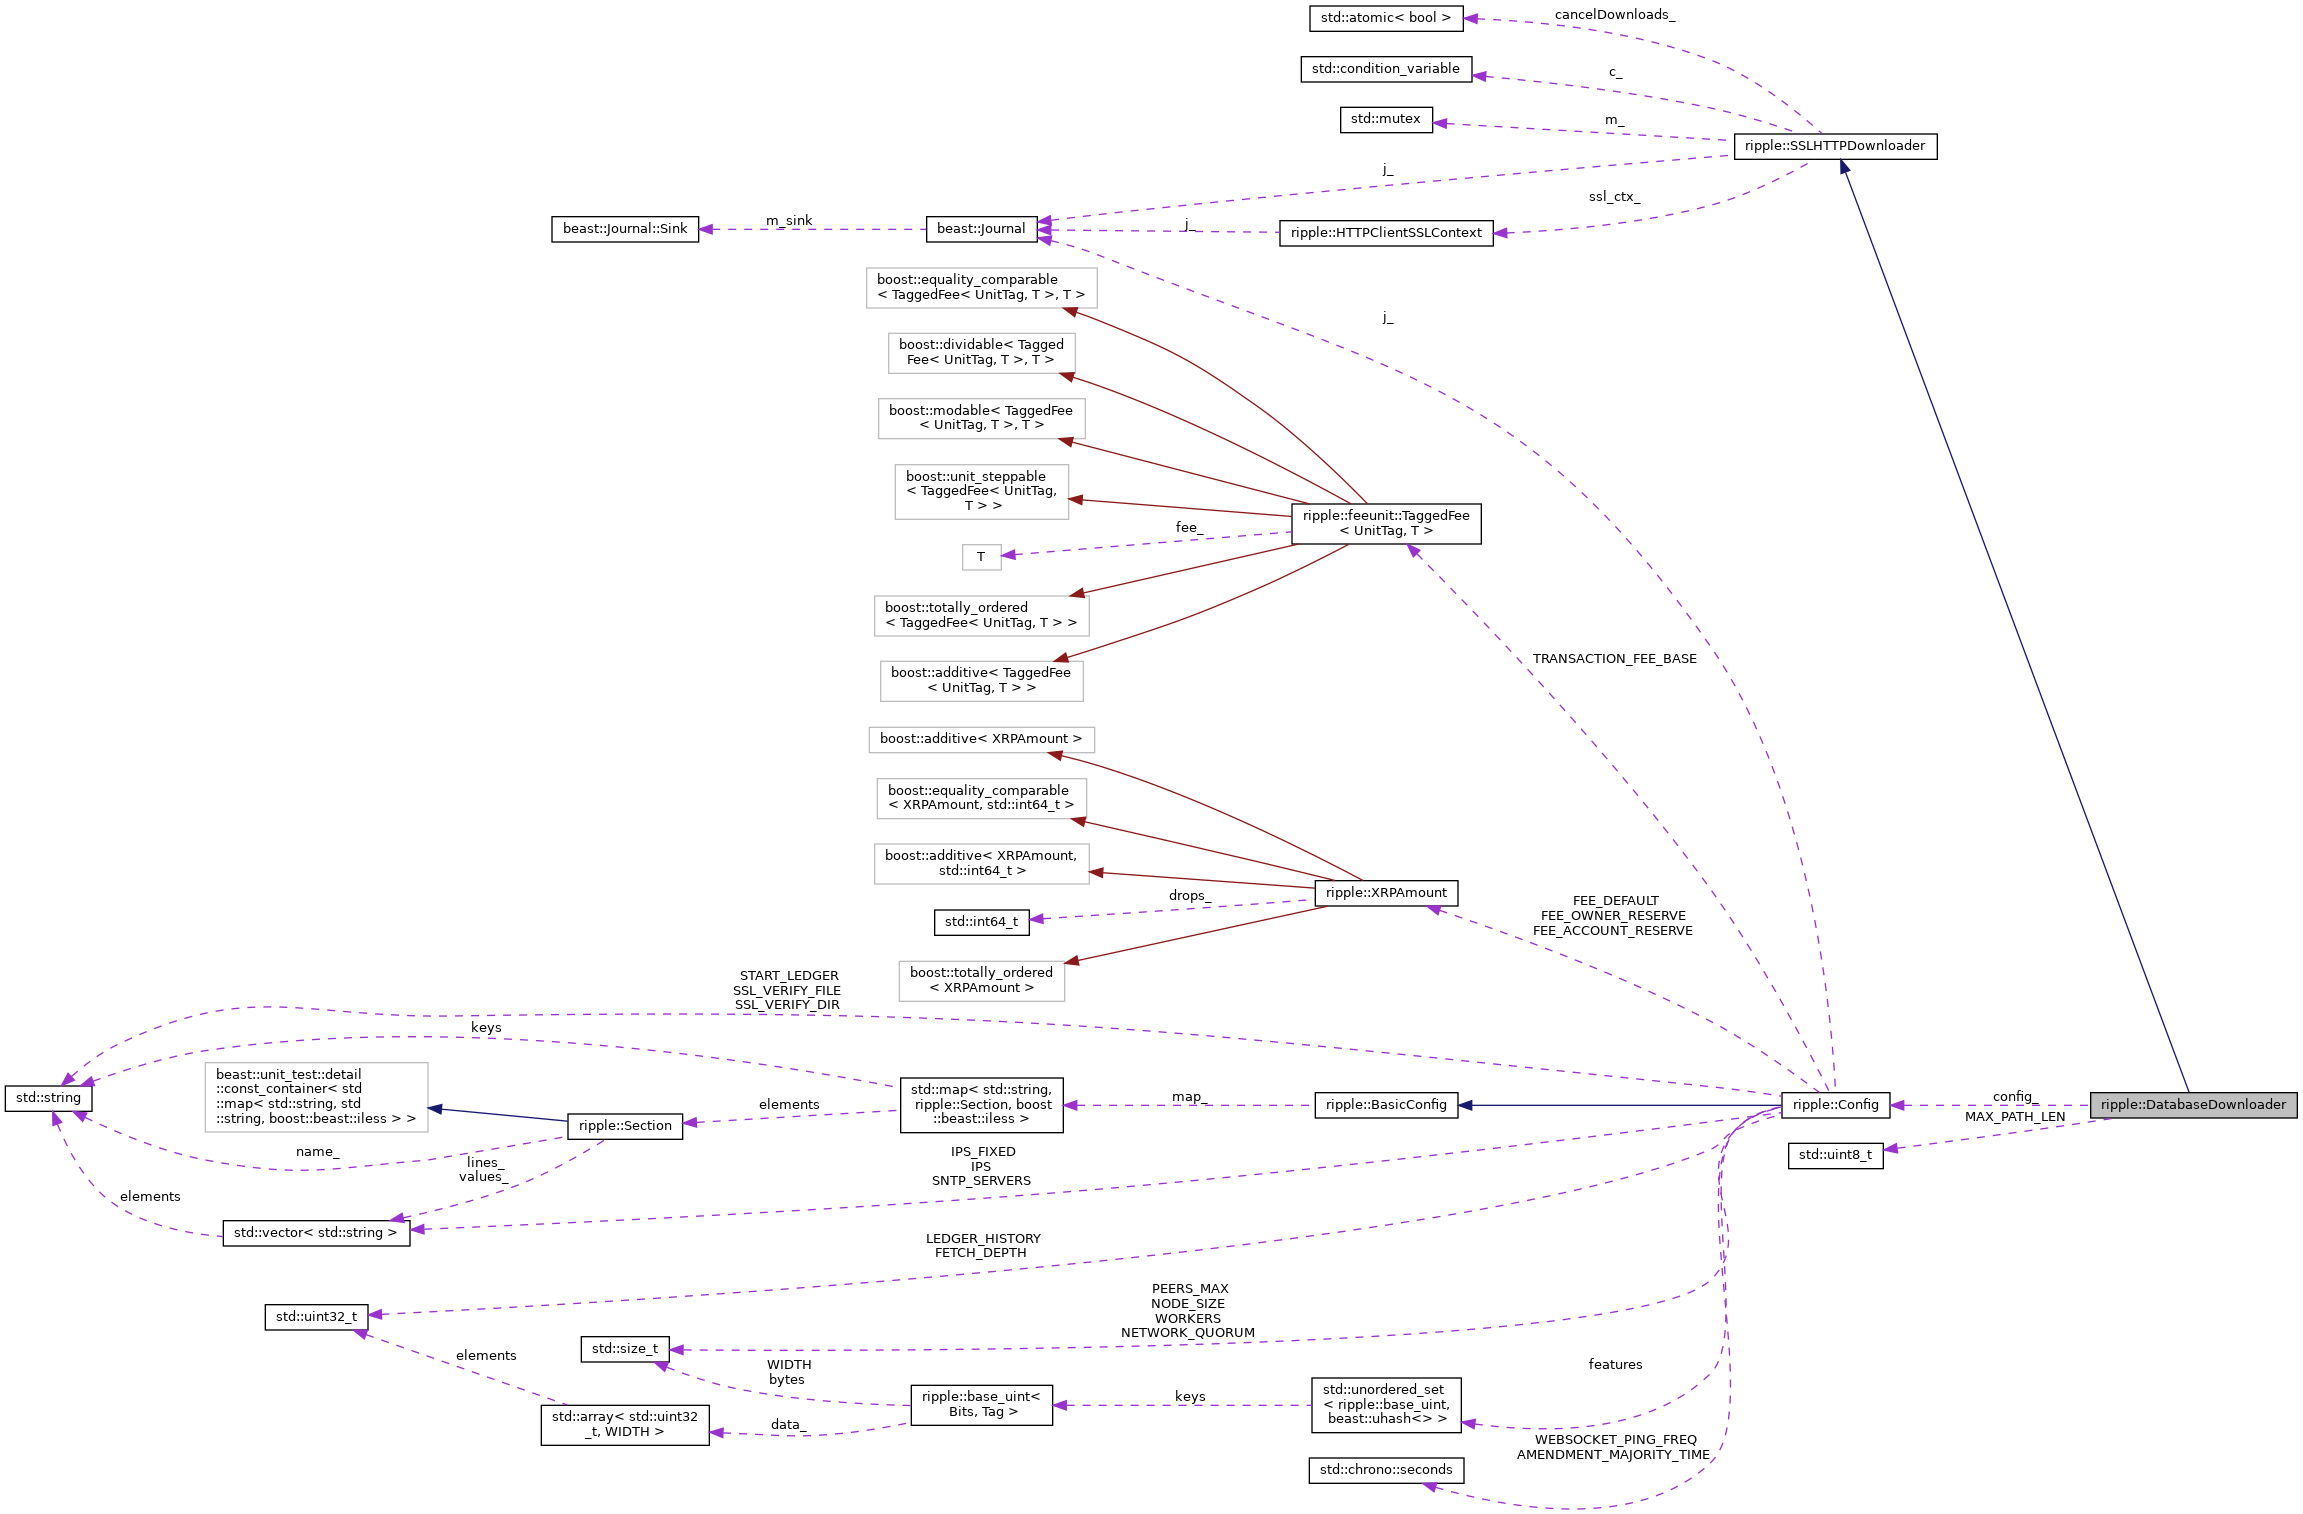 std::atomic< bool >
cancelDownloads_
std::condition_variable
c_
std::mutex
m_
ripple::SSLHTTPDownloader
j_
ssl_ctx_
beast::Journal::Sink
m_sink
beast::Journal
j_
ripple::HTTPClientSSLContext
boost::equality_comparable
< TaggedFee< UnitTag, T >, T >
j_
boost::dividable< Tagged
Fee< UnitTag, T >, T >
boost::modable< TaggedFee
< UnitTag, T >, T >
boost::unit_steppable
< TaggedFee< UnitTag,
T > >
ripple::feeunit::TaggedFee
< UnitTag, T >
fee_
T
boost::totally_ordered
< TaggedFee< UnitTag, T > >
boost::additive< TaggedFee
< UnitTag, T > >
TRANSACTION_FEE_BASE
boost::additive< XRPAmount >
boost::equality_comparable
< XRPAmount, std::int64_t >
boost::additive< XRPAmount,
std::int64_t >
ripple::XRPAmount
drops_
std::int64_t
FEE_DEFAULT
FEE_OWNER_RESERVE
FEE_ACCOUNT_RESERVE
boost::totally_ordered
< XRPAmount >
START_LEDGER
SSL_VERIFY_FILE
SSL_VERIFY_DIR
keys
std::string
beast::unit_test::detail
::const_container< std
::map< std::string, std
::string, boost::beast::iless > >
ripple::Section
elements
std::map< std::string,
ripple::Section, boost
::beast::iless >
map_
ripple::BasicConfig
ripple::Config
config_
ripple::DatabaseDownloader
MAX_PATH_LEN
std::uint8_t
name_
lines_
values_
elements
std::vector< std::string >
IPS_FIXED
IPS
SNTP_SERVERS
LEDGER_HISTORY
FETCH_DEPTH
std::uint32_t
PEERS_MAX
NODE_SIZE
WORKERS
NETWORK_QUORUM
std::size_t
elements
WIDTH
bytes
features
std::array< std::uint32
_t, WIDTH >
data_
ripple::base_uint<
Bits, Tag >
keys
std::unordered_set
< ripple::base_uint,
beast::uhash<> >
WEBSOCKET_PING_FREQ
AMENDMENT_MAJORITY_TIME
std::chrono::seconds